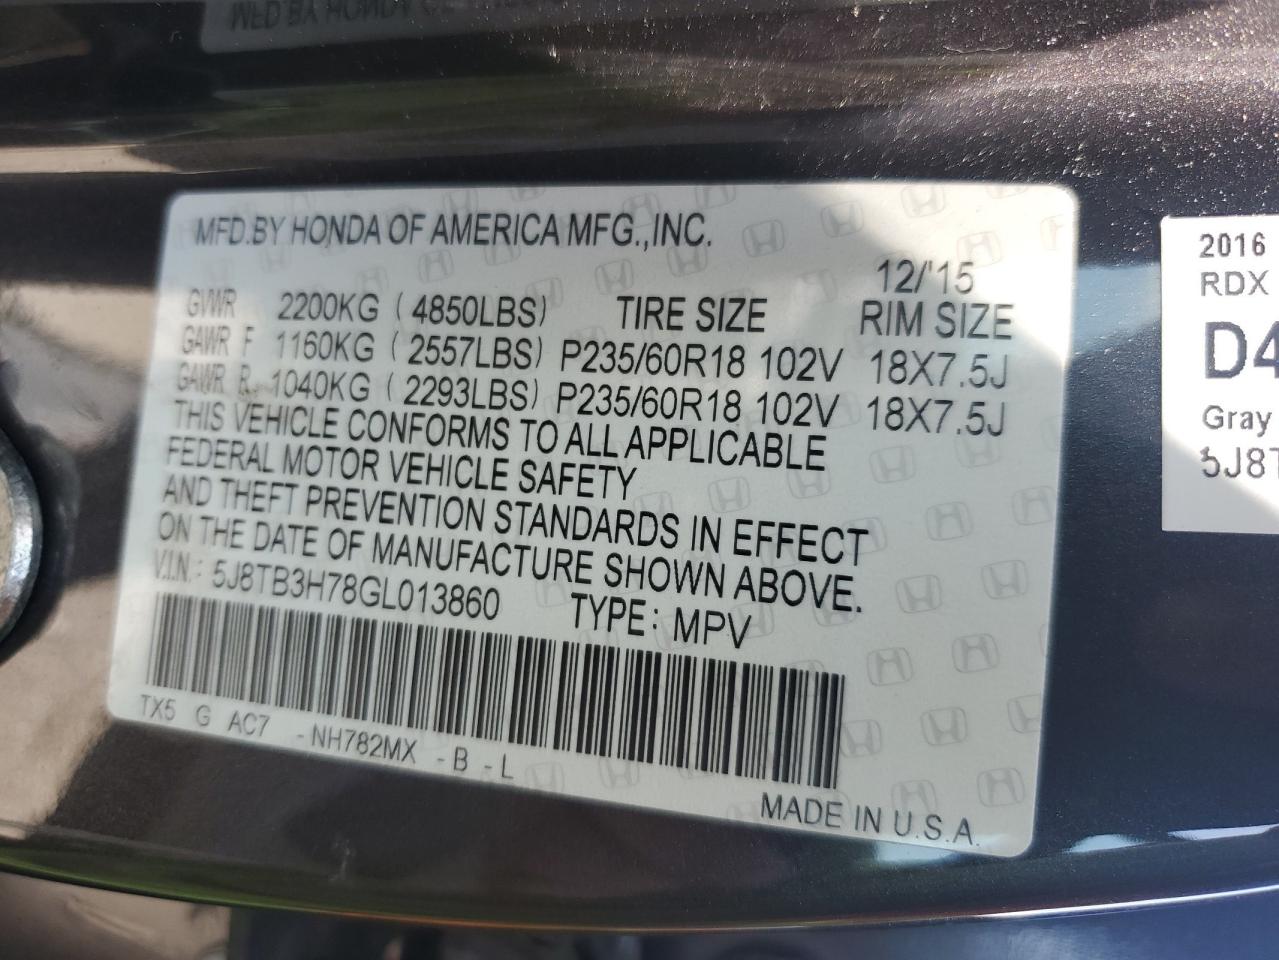 MFD.BY HONDA OF AMERICA MFG.,INC.
12/'15
GVWR 2200KG (4850LBS) TIRE SIZE RIM SIZE
GAWR F 1160KG (2557LBS) P235/60R18 102V 18X7.5J
GAWR R 1040KG (2293LBS) P235/60R18 102V 18X7.5J
THIS VEHICLE CONFORMS TO ALL APPLICABLE
FEDERAL MOTOR VEHICLE SAFETY
AND THEFT PREVENTION STANDARDS IN EFFECT
ON THE DATE OF MANUFACTURE SHOWN ABOVE.
V.I.N.: 5J8TB3H78GL013860 TYPE: MPV
TX5 G AC7 -NH782MX -B -L
MADE IN U.S.A.
2016
RDX
D4
Gray
5J8T